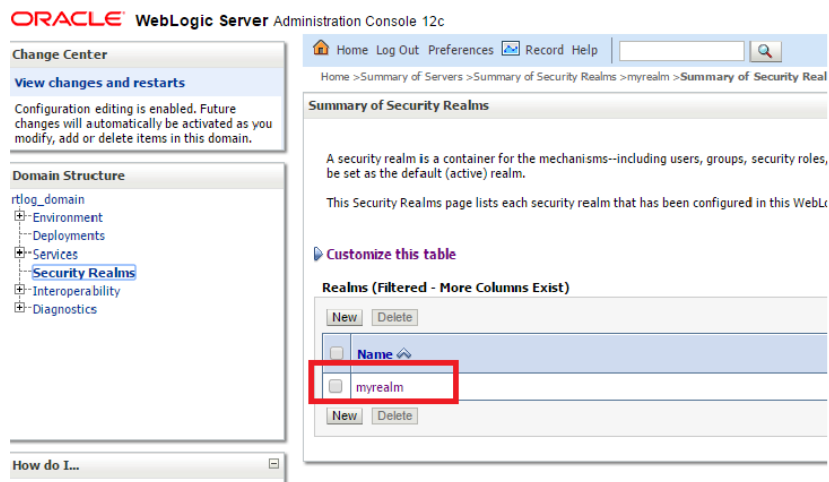 ORACLE WebLogic Server Administration Console 12c
Change Center
View changes and restarts
Configuration editing is enabled. Future
changes will automatically be activated as you
modify, add or delete items in this domain.
Domain Structure
rtlog_domain
Environment
Deployments
Services
Security Realms
Interoperability
Diagnostics
How do I...
Home Log Out Preferences Record Help
Home >Summary of Servers >Summary of Security Realms >myrealm >Summary of Security Real
Summary of Security Realms
A security realm is a container for the mechanisms--including users, groups, security roles,
be set as the default (active) realm.
This Security Realms page lists each security realm that has been configured in this WebLo
Customize this table
Realms (Filtered - More Columns Exist)
New Delete
Name
myrealm
New Delete